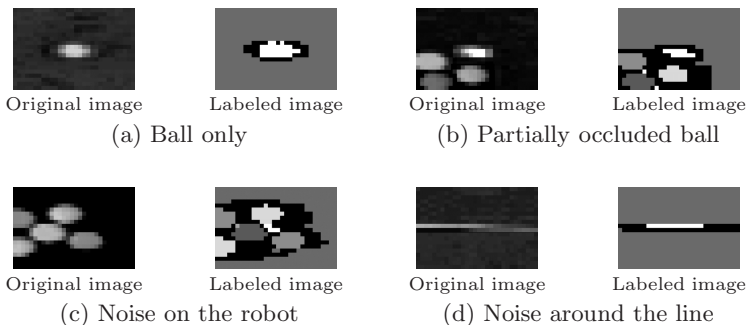 Original image Labeled image Original image Labeled image
(a) Ball only (b) Partially occluded ball
Original image Labeled image Original image Labeled image
(c) Noise on the robot (d) Noise around the line